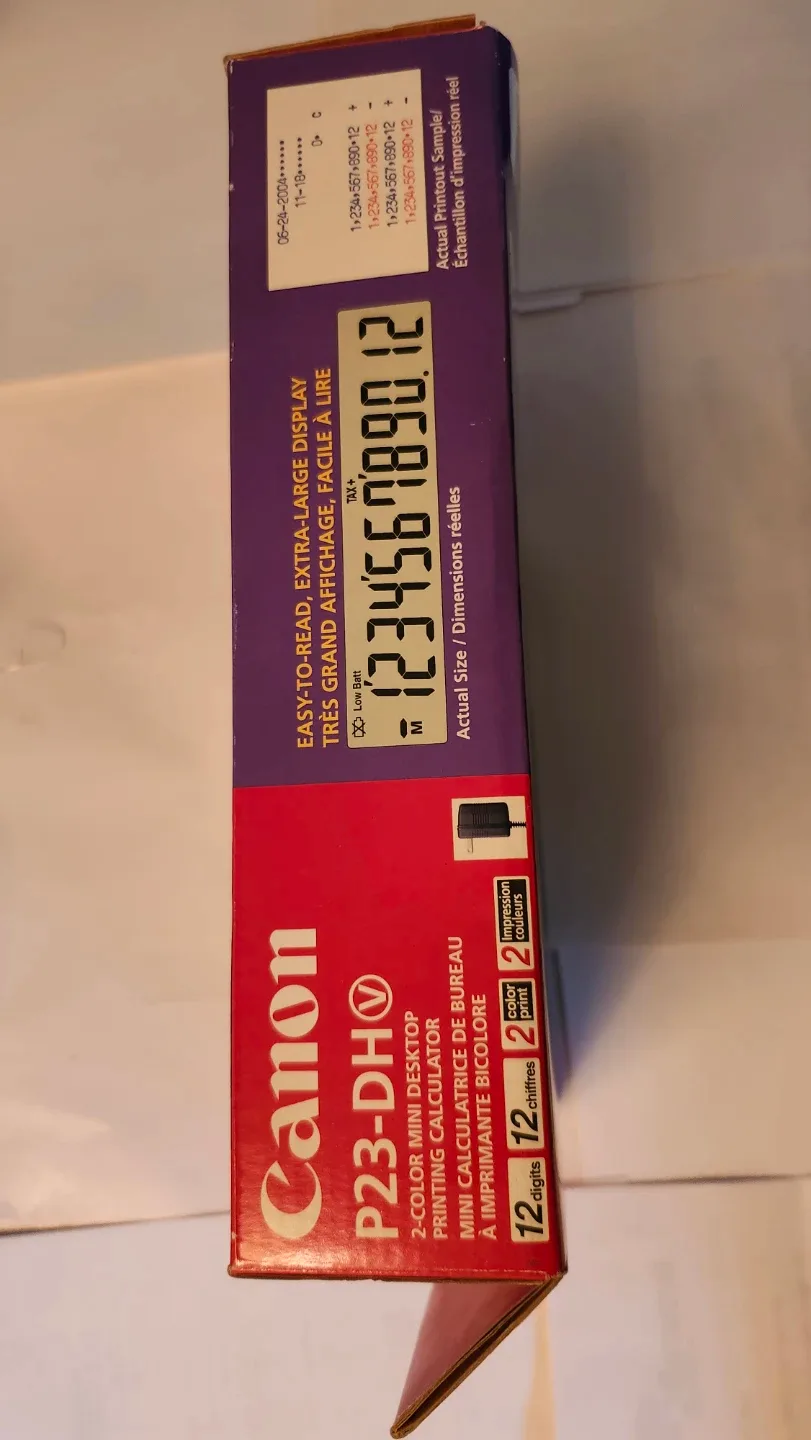 Canon
P23-DHⓋ
2-COLOR MINI DESKTOP
PRINTING CALCULATOR
MINI CALCULATRICE DE BUREAU
À IMPRIMANTE BICOLORE
12 digits
12 chiffres
2 color print
2 Impression couleurs
EASY-TO-READ, EXTRA-LARGE DISPLAY
TRÈS GRAND AFFICHAGE, FACILE À LIRE
Low Batt
TAX+
M
1'234'567'890.12
Actual Size / Dimensions réelles
06-24-2004••••••
11-18••••••
0• C
1,234,567,890•12 +
1,234,567,890•12 -
1,234,567,890•12 +
1,234,567,890•12 -
Actual Printout Sample/
Échantillon d'impression réel